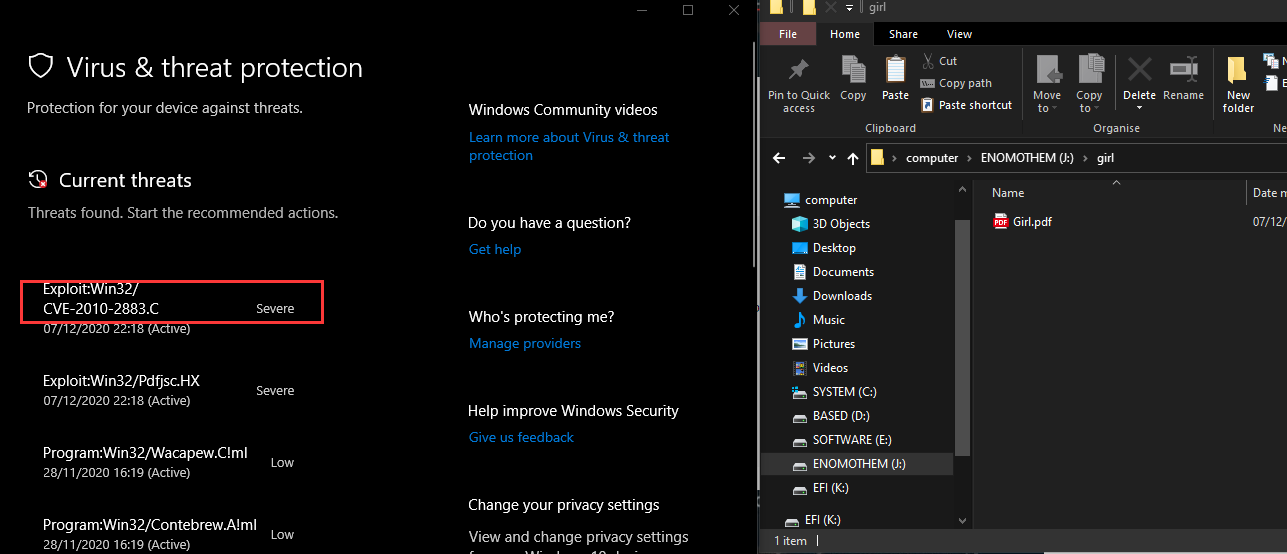 Virus & threat protection
Protection for your device against threats.
Current threats
Threats found. Start the recommended actions.
Exploit:Win32/
CVE-2010-2883.C
Severe
07/12/2020 22:18 (Active)
Exploit:Win32/Pdfjsc.HX
Severe
07/12/2020 22:18 (Active)
Program:Win32/Wacapew.C!ml
Low
28/11/2020 16:19 (Active)
Program:Win32/Contebrew.A!ml
Low
28/11/2020 16:19 (Active)
Windows Community videos
Learn more about Virus & threat
protection
Do you have a question?
Get help
Who's protecting me?
Manage providers
Help improve Windows Security
Give us feedback
Change your privacy settings
View and change privacy settings
girl
File
Home
Share
View
Pin to Quick
access
Copy
Paste
Cut
Copy path
Paste shortcut
Clipboard
Move
to
Copy
to
Delete
Rename
Organise
New
folder
Ne
computer
ENOMOTHEM (J:)
girl
computer
3D Objects
Desktop
Documents
Downloads
Music
Pictures
Videos
SYSTEM (C:)
BASED (D:)
SOFTWARE (E:)
ENOMOTHEM (J:)
EFI (K:)
EFI (K:)
Name
Date m
Girl.pdf
07/12/
PDF
1 item